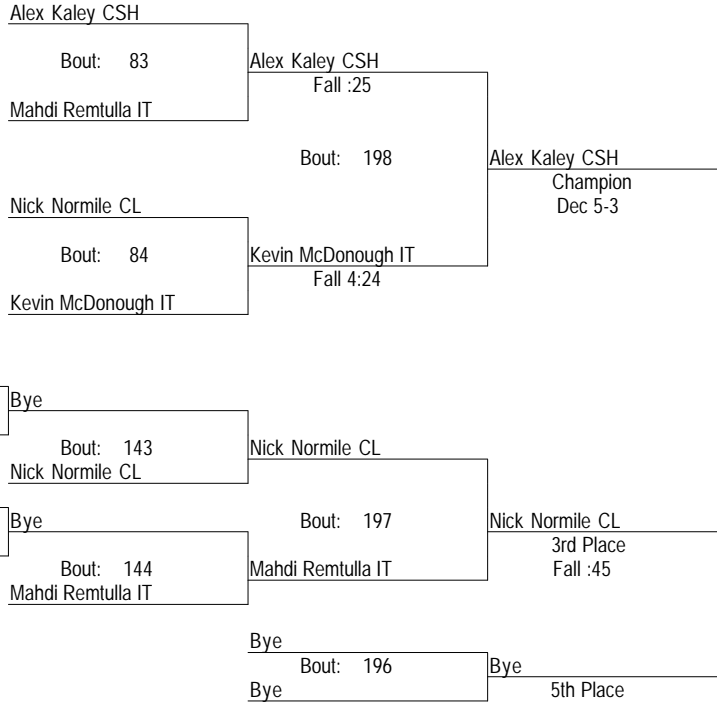 Alex Kaley CSH
Bout: 83
Alex Kaley CSH
Fall :25
Mahdi Remtulla IT
Bout: 198
Alex Kaley CSH
Champion
Dec 5-3
Nick Normile CL
Bout: 84
Kevin McDonough IT
Fall 4:24
Kevin McDonough IT
Bye
Bout: 143
Nick Normile CL
Nick Normile CL
Bye
Bout: 197
Nick Normile CL
3rd Place
Fall :45
Bout: 144
Mahdi Remtulla IT
Mahdi Remtulla IT
Bye
Bout: 196
Bye
Bye
5th Place